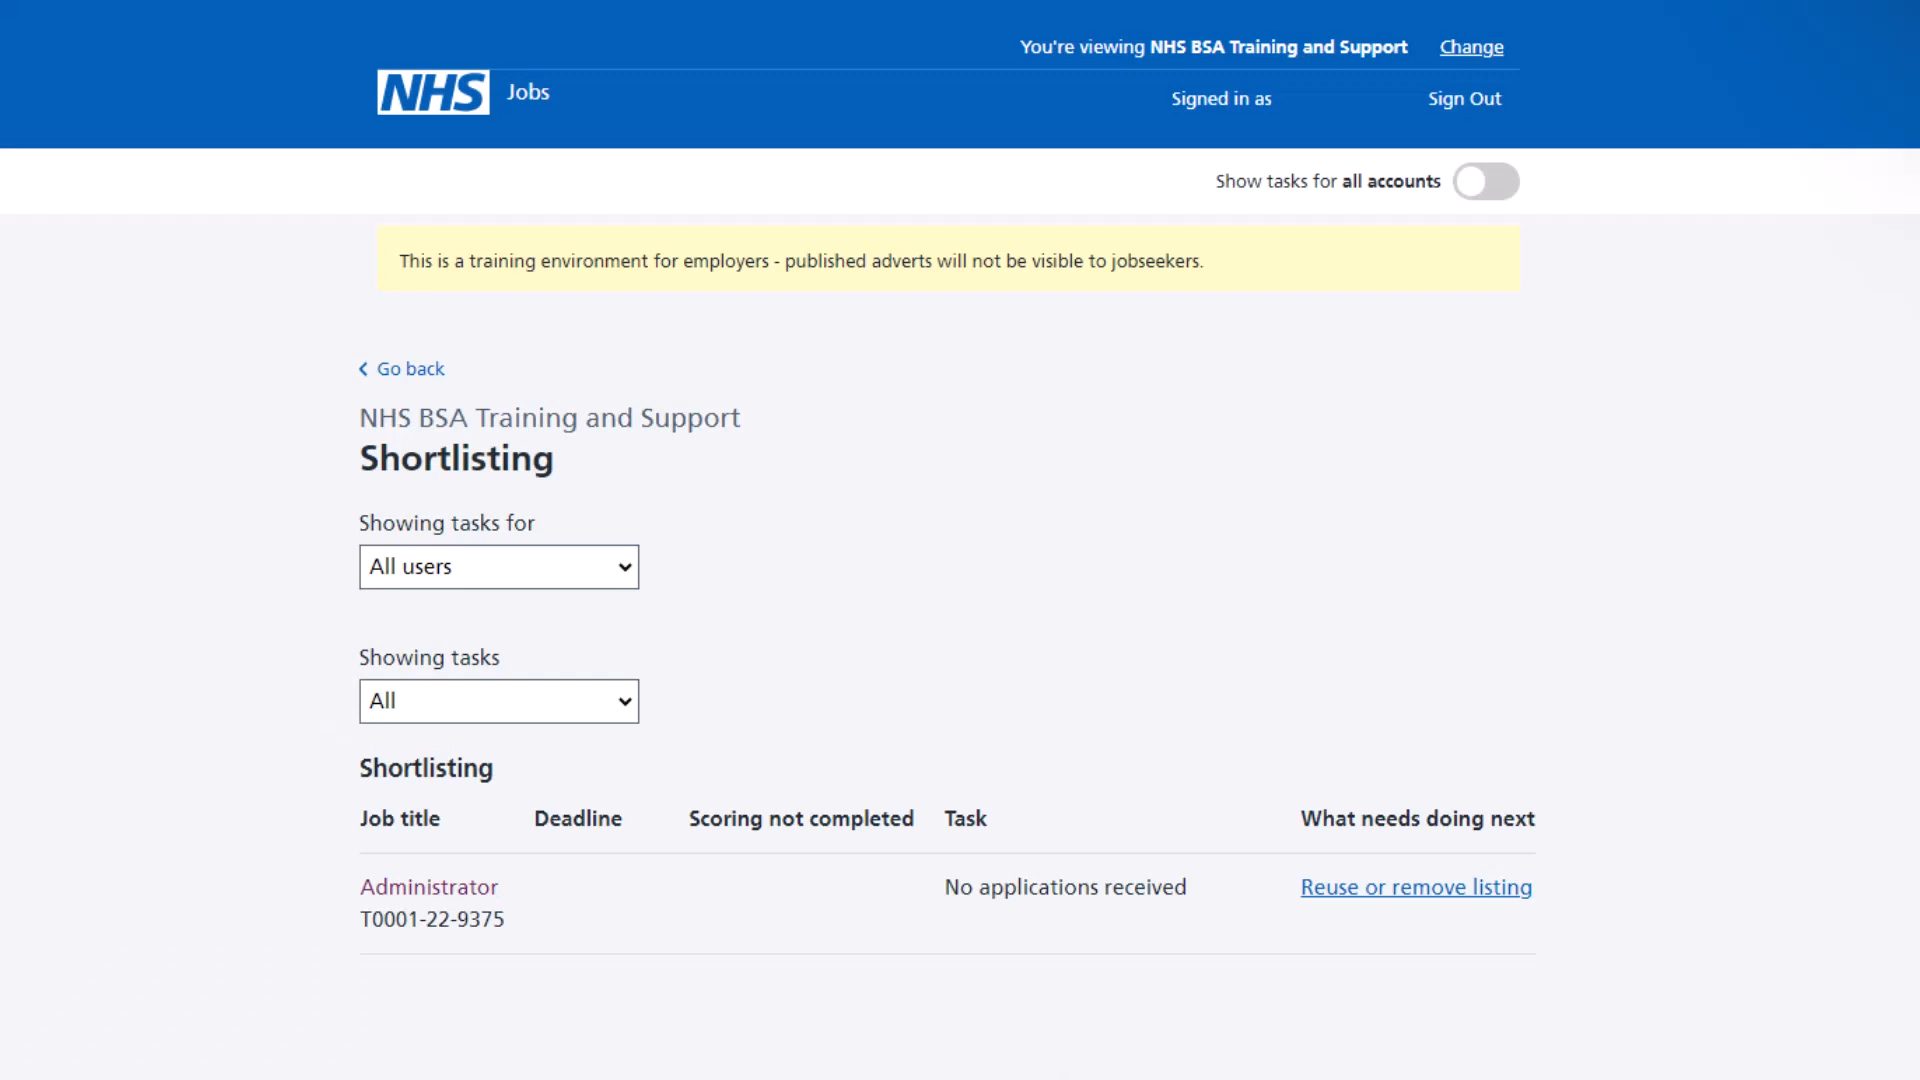 You're viewing NHS BSA Training and Support Change
NHS Jobs
Signed in as Sign Out
Show tasks for all accounts
This is a training environment for employers - published adverts will not be visible to jobseekers.
Go back
NHS BSA Training and Support
Shortlisting
Showing tasks for
All users
Showing tasks
All
Shortlisting
Job title Deadline Scoring not completed Task What needs doing next
Administrator No applications received Reuse or remove listing
T0001-22-9375